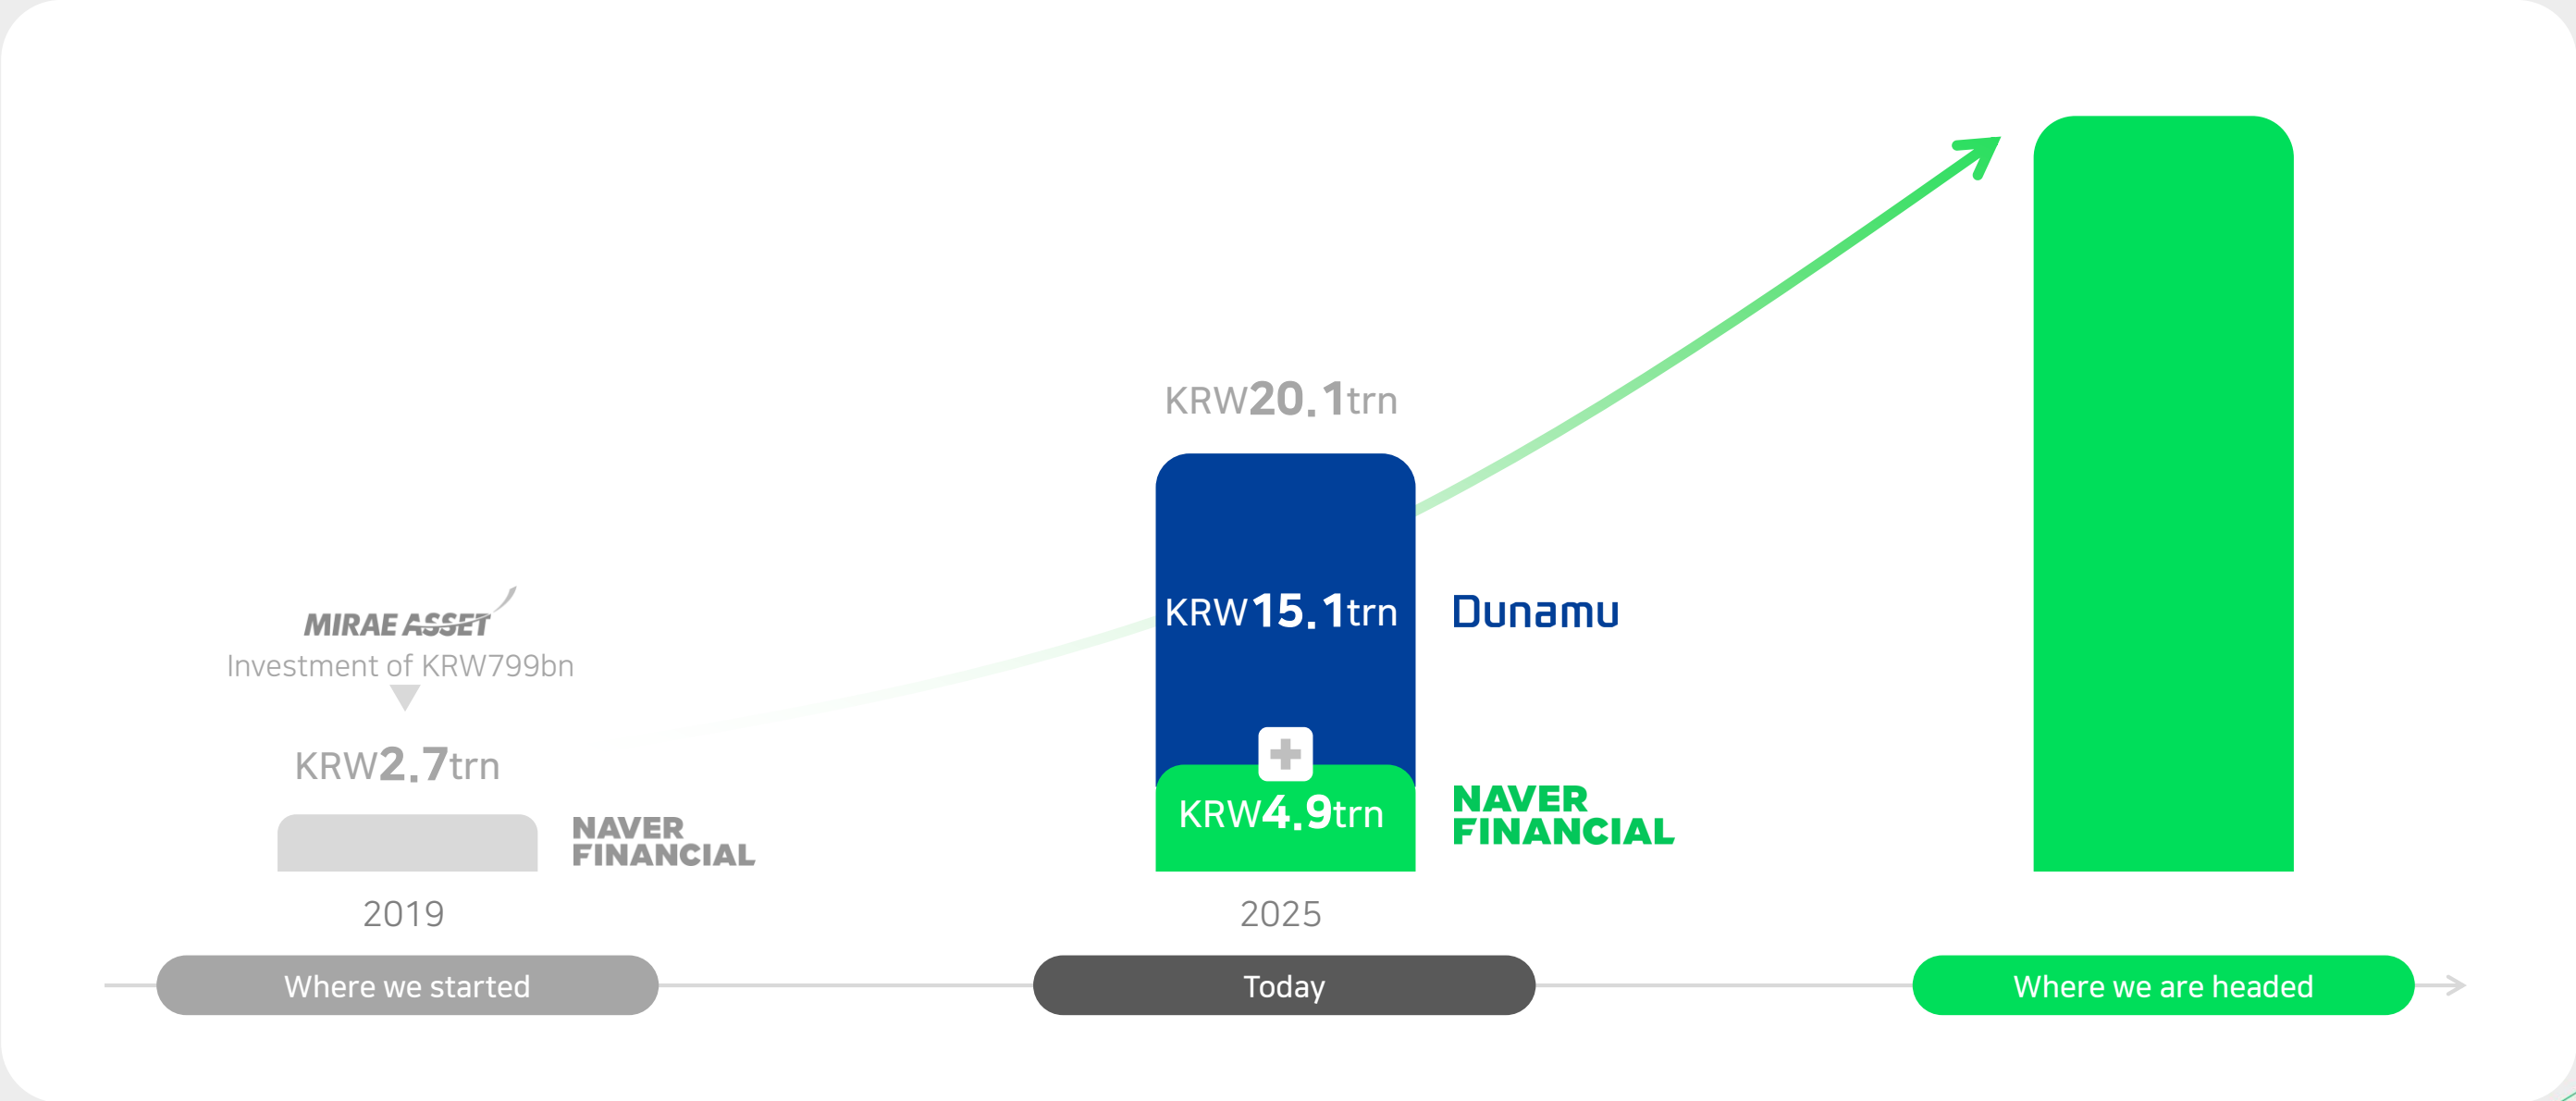 MIRAE ASSET
Investment of KRW799bn
KRW2.7trn
NAVER
FINANCIAL
2019
Where we started
KRW20.1trn
KRW15.1trn
Dunamu
KRW4.9trn
NAVER
FINANCIAL
2025
Today
Where we are headed